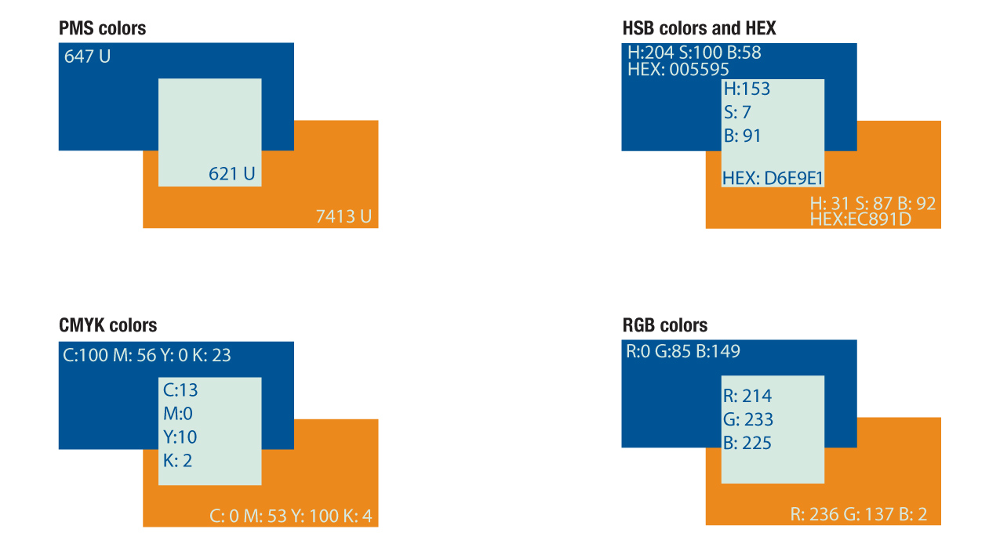 PMS colors
647 U
621 U
7413 U
HSB colors and HEX
H:204 S:100 B:58
HEX: 005595
H:153
S: 7
B: 91
HEX: D6E9E1
H: 31 S: 87 B: 92
HEX:EC891D
CMYK colors
C:100 M: 56 Y: 0 K: 23
C:13
M:0
Y:10
K: 2
C: 0 M: 53 Y: 100 K: 4
RGB colors
R:0 G:85 B:149
R: 214
G: 233
B: 225
R: 236 G: 137 B: 2